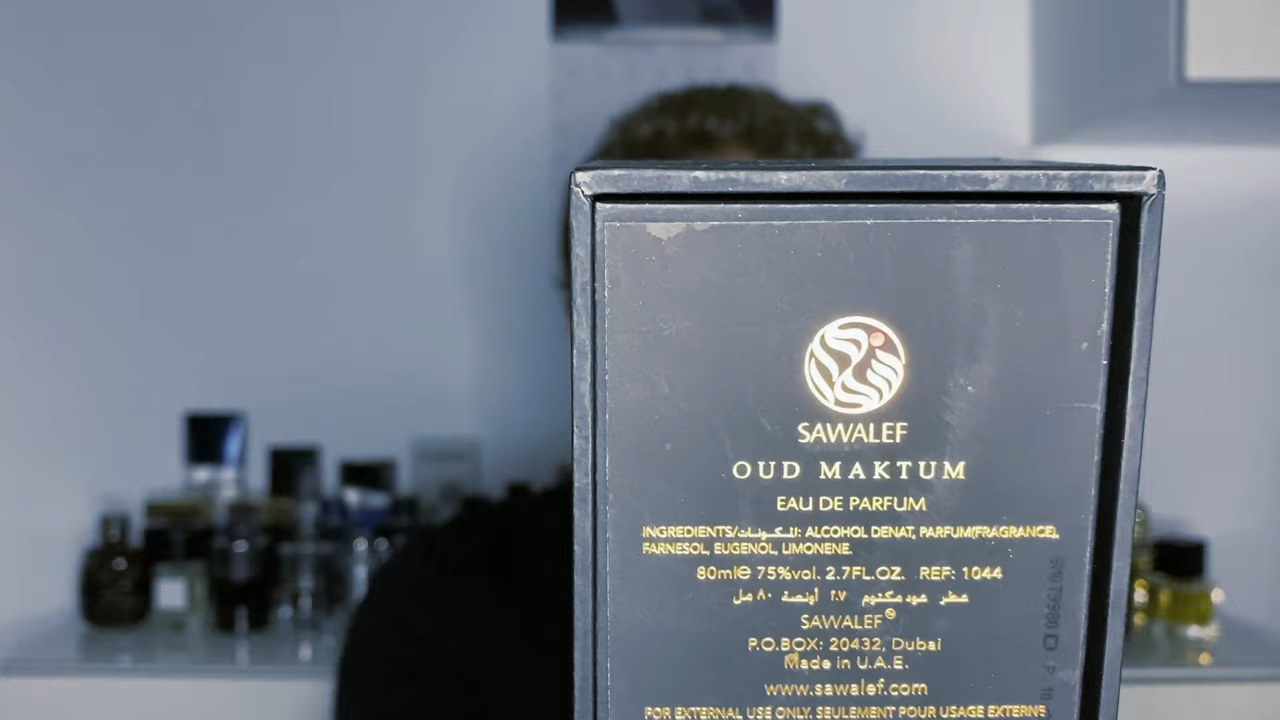 SAWALEF
OUD MAKTUM
EAU DE PARFUM
INGREDIENTS/المكونات: ALCOHOL DENAT, PARFUM(FRAGRANCE),
FARNESOL, EUGENOL, LIMONENE.
80ml℮ 75%vol. 2.7FL.OZ. REF: 1044
عطر عود مكتوم ٢.٧ أونصة ٨٠ مل
SAWALEF®
P.O.BOX: 20432, Dubai
Made in U.A.E.
www.sawalef.com
FOR EXTERNAL USE ONLY. SEULEMENT POUR USAGE EXTERNE